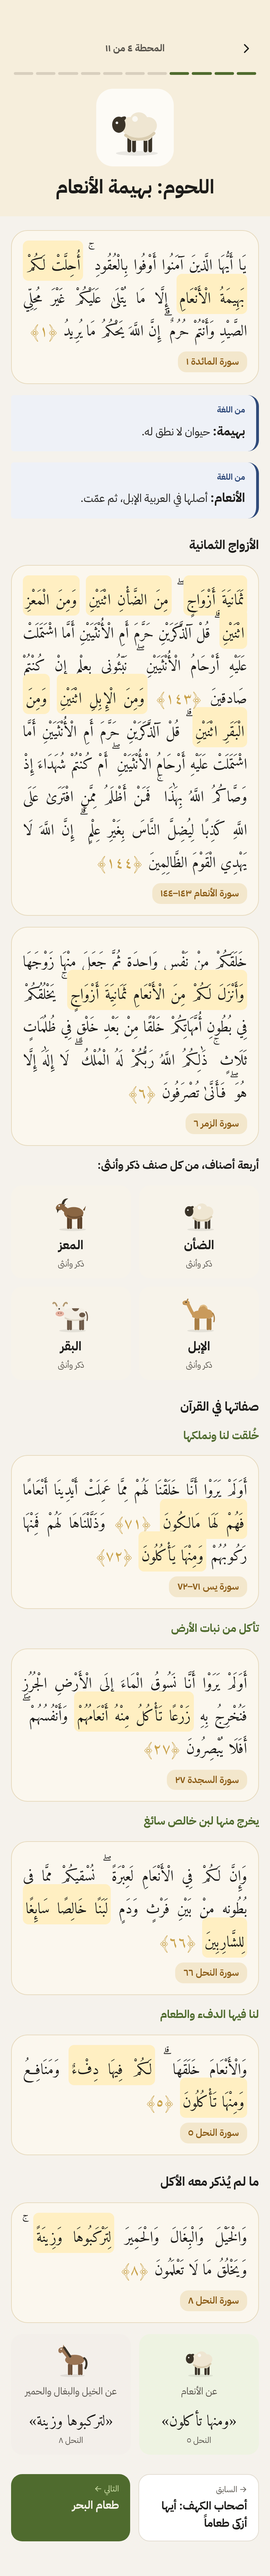 المحطة ٤ من ١١
اللحوم: بهيمة الأنعام
يَا أَيُّهَا الَّذِينَ آمَنُوا أَوْفُوا بِالْعُقُودِ ۚ أُحِلَّتْ لَكُمْ
بَهِيمَةُ الْأَنْعَامِ إِلَّا مَا يُتْلَىٰ عَلَيْكُمْ غَيْرَ مُحِلِّي
الصَّيْدِ وَأَنْتُمْ حُرُمٌ ۗ إِنَّ اللَّهَ يَحْكُمُ مَا يُرِيدُ ﴿١﴾
سورة المائدة ١
من اللغة
بهيمة: حيوان لا نطق له.
من اللغة
الأنعام: أصلها في العربية الإبل، ثم عمّت.
الأزواج الثمانية
ثَمَانِيَةَ أَزْوَاجٍ ۖ مِنَ الضَّأْنِ اثْنَيْنِ وَمِنَ الْمَعْزِ
اثْنَيْنِ ۗ قُلْ آلذَّكَرَيْنِ حَرَّمَ أَمِ الْأُنْثَيَيْنِ أَمَّا اشْتَمَلَتْ
عَلَيْهِ أَرْحَامُ الْأُنْثَيَيْنِ ۖ نَبِّئُونِي بِعِلْمٍ إِنْ كُنْتُمْ
صَادِقِينَ ﴿١٤٣﴾ وَمِنَ الْإِبِلِ اثْنَيْنِ وَمِنَ
الْبَقَرِ اثْنَيْنِ ۗ قُلْ آلذَّكَرَيْنِ حَرَّمَ أَمِ الْأُنْثَيَيْنِ أَمَّا
اشْتَمَلَتْ عَلَيْهِ أَرْحَامُ الْأُنْثَيَيْنِ ۖ أَمْ كُنْتُمْ شُهَدَاءَ إِذْ
وَصَّاكُمُ اللَّهُ بِهَٰذَا ۚ فَمَنْ أَظْلَمُ مِمَّنِ افْتَرَىٰ عَلَى
اللَّهِ كَذِبًا لِيُضِلَّ النَّاسَ بِغَيْرِ عِلْمٍ ۗ إِنَّ اللَّهَ لَا
يَهْدِي الْقَوْمَ الظَّالِمِينَ ﴿١٤٤﴾
سورة الأنعام ١٤٣–١٤٤
خَلَقَكُمْ مِنْ نَفْسٍ وَاحِدَةٍ ثُمَّ جَعَلَ مِنْهَا زَوْجَهَا
وَأَنْزَلَ لَكُمْ مِنَ الْأَنْعَامِ ثَمَانِيَةَ أَزْوَاجٍ ۚ يَخْلُقُكُمْ
فِي بُطُونِ أُمَّهَاتِكُمْ خَلْقًا مِنْ بَعْدِ خَلْقٍ فِي ظُلُمَاتٍ
ثَلَاثٍ ۚ ذَٰلِكُمُ اللَّهُ رَبُّكُمْ لَهُ الْمُلْكُ ۖ لَا إِلَٰهَ إِلَّا
هُوَ ۖ فَأَنَّىٰ تُصْرَفُونَ ﴿٦﴾
سورة الزمر ٦
أربعة أصناف، من كل صنف ذكر وأنثى:
الضأن
ذكر وأنثى
المعز
ذكر وأنثى
الإبل
ذكر وأنثى
البقر
ذكر وأنثى
صفاتها في القرآن
خُلقت لنا ونملكها
أَوَلَمْ يَرَوْا أَنَّا خَلَقْنَا لَهُمْ مِمَّا عَمِلَتْ أَيْدِينَا أَنْعَامًا
فَهُمْ لَهَا مَالِكُونَ ﴿٧١﴾ وَذَلَّلْنَاهَا لَهُمْ فَمِنْهَا
رَكُوبُهُمْ وَمِنْهَا يَأْكُلُونَ ﴿٧٢﴾
سورة يس ٧١–٧٢
تأكل من نبات الأرض
أَوَلَمْ يَرَوْا أَنَّا نَسُوقُ الْمَاءَ إِلَى الْأَرْضِ الْجُرُزِ
فَنُخْرِجُ بِهِ زَرْعًا تَأْكُلُ مِنْهُ أَنْعَامُهُمْ وَأَنْفُسُهُمْ ۖ
أَفَلَا يُبْصِرُونَ ﴿٢٧﴾
سورة السجدة ٢٧
يخرج منها لبن خالص سائغ
وَإِنَّ لَكُمْ فِي الْأَنْعَامِ لَعِبْرَةً ۖ نُسْقِيكُمْ مِمَّا فِي
بُطُونِهِ مِنْ بَيْنِ فَرْثٍ وَدَمٍ لَبَنًا خَالِصًا سَائِغًا
لِلشَّارِبِينَ ﴿٦٦﴾
سورة النحل ٦٦
لنا فيها الدفء والطعام
وَالْأَنْعَامَ خَلَقَهَا ۗ لَكُمْ فِيهَا دِفْءٌ وَمَنَافِعُ
وَمِنْهَا تَأْكُلُونَ ﴿٥﴾
سورة النحل ٥
ما لم يُذكر معه الأكل
وَالْخَيْلَ وَالْبِغَالَ وَالْحَمِيرَ لِتَرْكَبُوهَا وَزِينَةً ۚ
وَيَخْلُقُ مَا لَا تَعْلَمُونَ ﴿٨﴾
سورة النحل ٨
عن الأنعام
«ومنها تأكلون»
النحل ٥
عن الخيل والبغال والحمير
«لتركبوها وزينة»
النحل ٨
→ السابق
أصحاب الكهف: أيها
أزكى طعاماً
التالي ←
طعام البحر